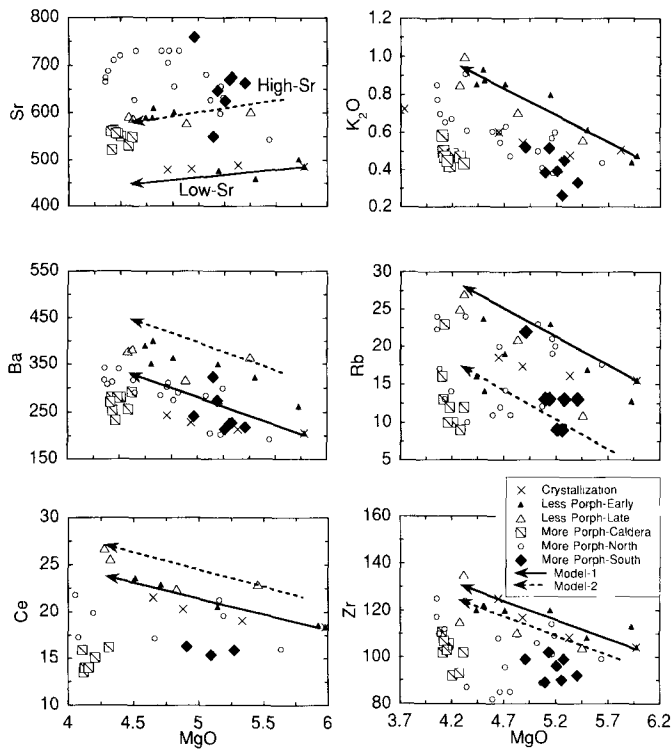 800
700
600
500
400
Sr
High-Sr
Low-Sr
1.2
1.0
0.8
0.6
0.4
0.2
K2O
550
450
350
250
150
Ba
30
25
20
15
10
5
Rb
30
25
20
15
10
Ce
4
4.5
5
5.5
6
MgO
Crystallization
Less Porph-Early
Less Porph-Late
More Porph-Caldera
More Porph-North
More Porph-South
Model-1
Model-2
140
120
100
80
Zr
3.7
4.2
4.7
5.2
5.7
6.2
MgO